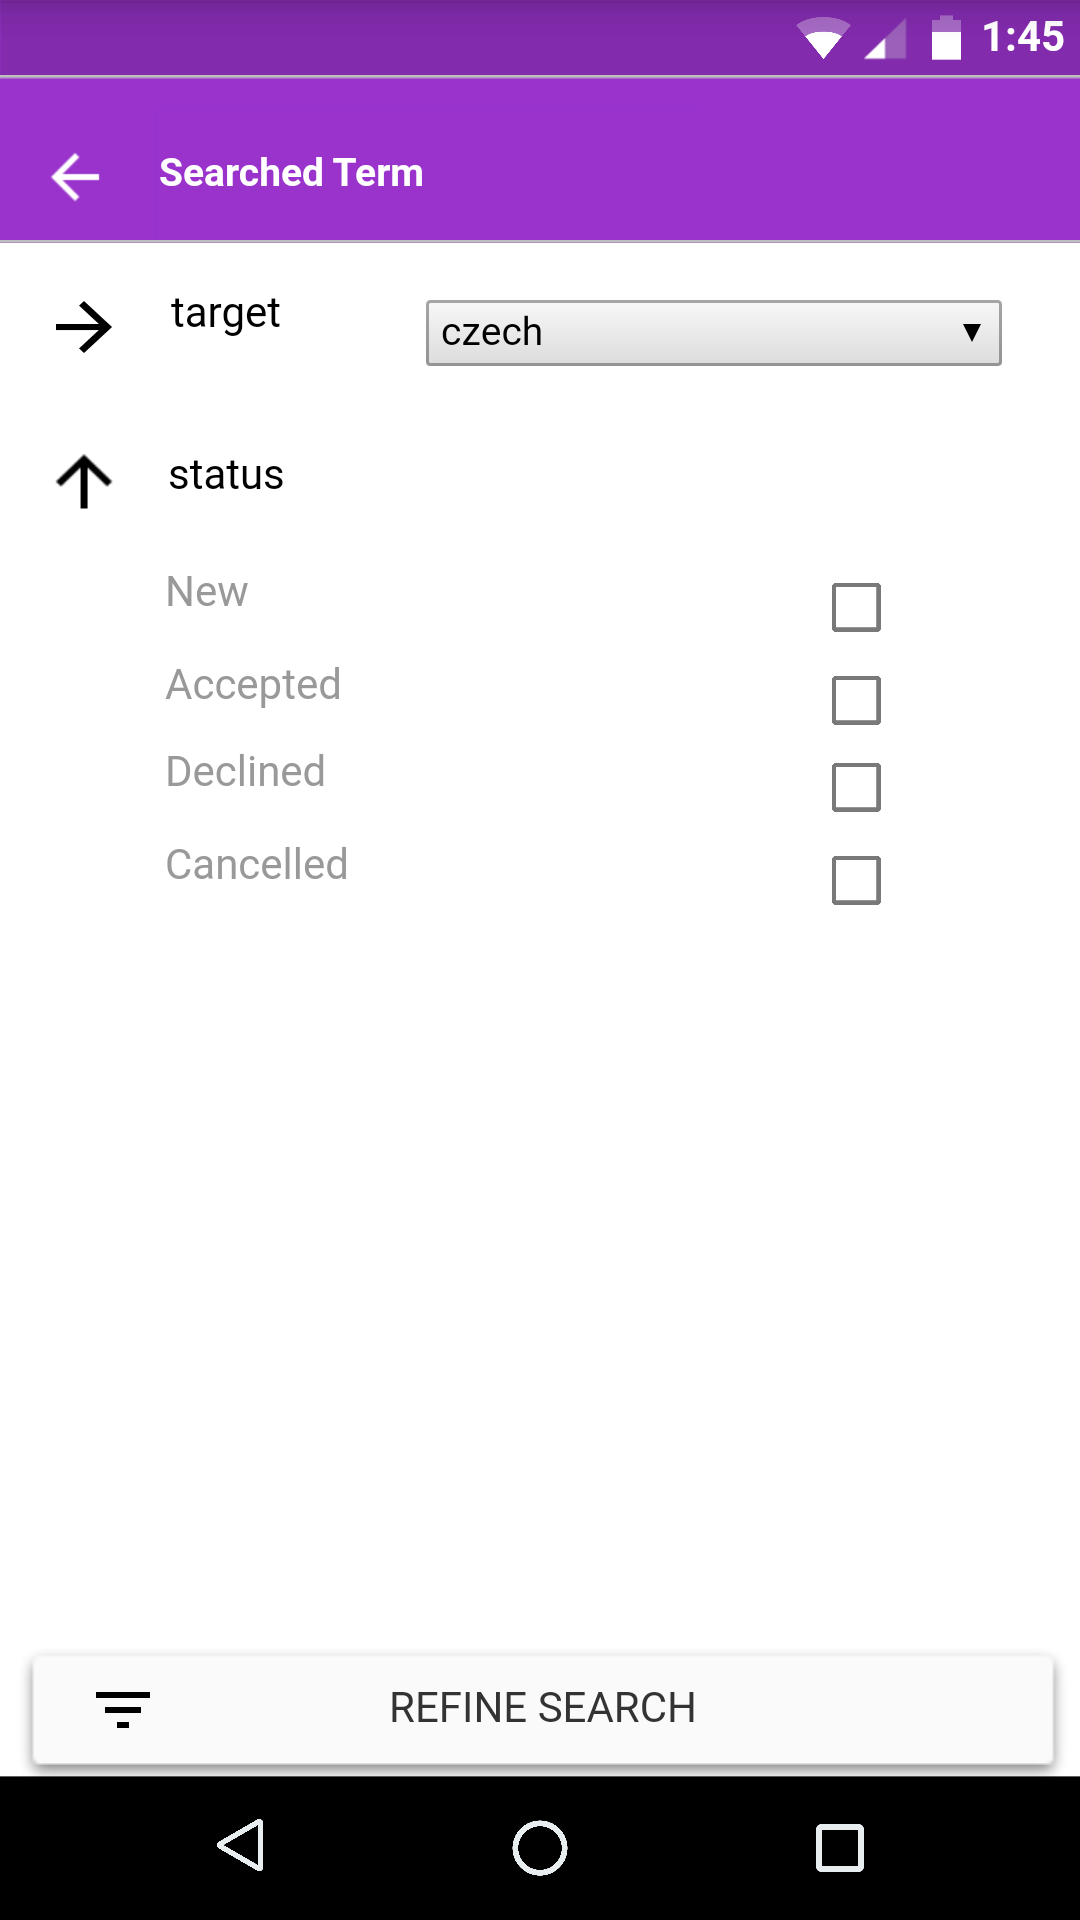 1:45
Searched Term
target
czech
status
New
Accepted
Declined
Cancelled
REFINE SEARCH